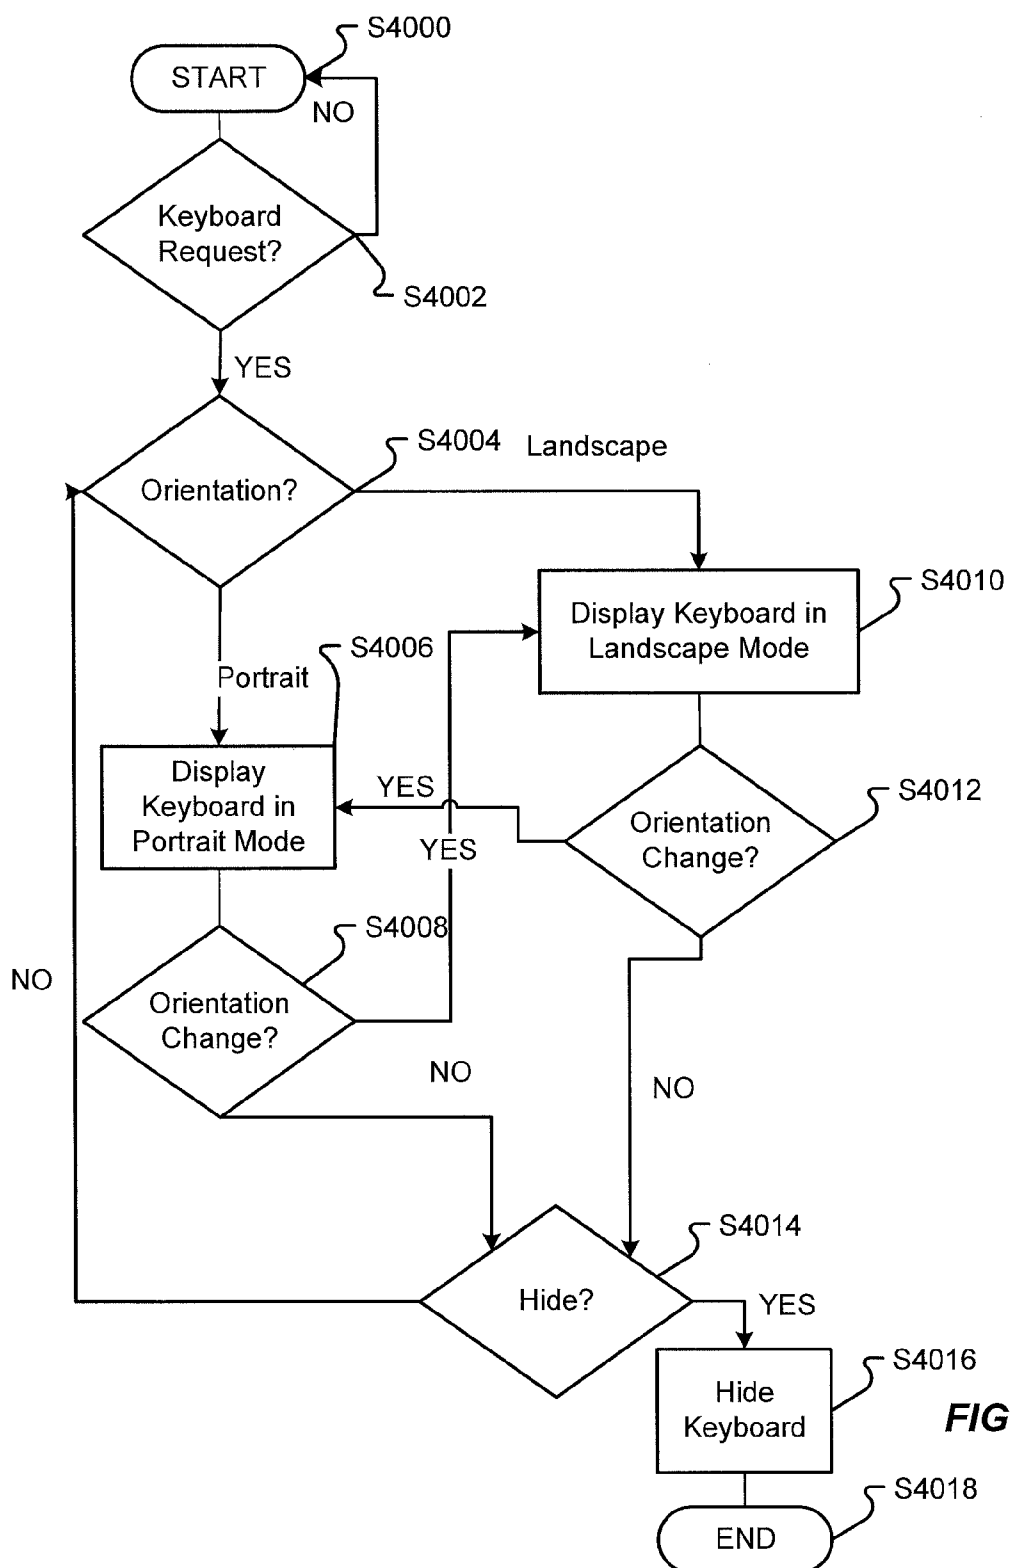 S4000
START
NO
Keyboard
Request?
S4002
YES
S4004
Landscape
Orientation?
S4010
Display Keyboard in
Landscape Mode
S4006
Portrait
Display
Keyboard in
Portrait Mode
YES
S4012
Orientation
Change?
YES
S4008
NO
Orientation
Change?
NO
NO
S4014
Hide?
YES
S4016
Hide
Keyboard
FIG
S4018
END